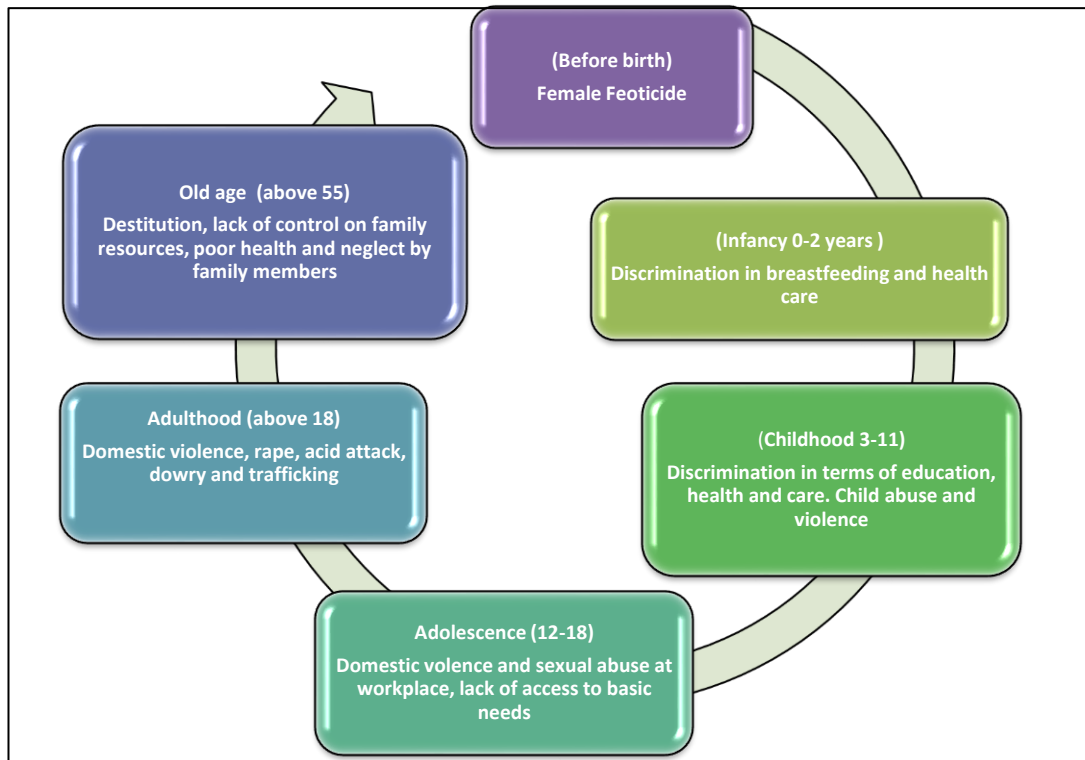 (Before birth)
Female Feoticide
(Infancy 0-2 years )
Discrimination in breastfeeding and health
care
(Childhood 3-11)
Discrimination in terms of education,
health and care. Child abuse and
violence
Adolescence (12-18)
Domestic volence and sexual abuse at
workplace, lack of access to basic
needs
Adulthood (above 18)
Domestic violence, rape, acid attack,
dowry and trafficking
Old age  (above 55)
Destitution, lack of control on family
resources, poor health and neglect by
family members